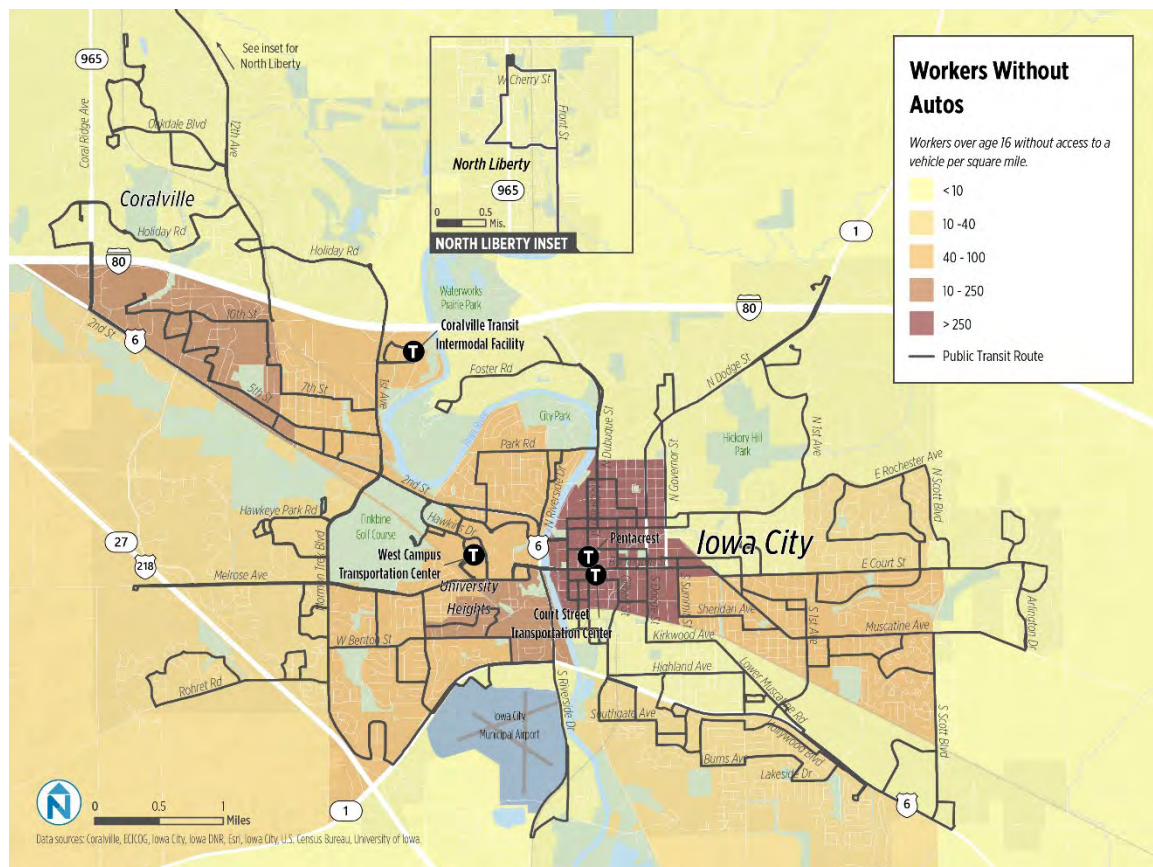 965
See inset for
North Liberty
Coral Ridge Ave
Oakdale Blvd
12th Ave
Coralville
Holiday Rd
Holiday Rd
80
W Cherry St
Front St
North Liberty
965
0 0.5
Mis.
NORTH LIBERTY INSET
Workers Without
Autos
Workers over age 16 without access to a
vehicle per square mile.
< 10
10 -40
40 - 100
10 - 250
> 250
Public Transit Route
1
80
Waterworks
Prairie Park
Coralville Transit
Intermodal Facility
T
2nd St
6
10th St
5th St
7th St
1st Ave
Foster Rd
City Park
Park Rd
2nd St
N Riverside Dr
N Dubuque St
N Governor St
N Dodge St
Hickory Hill
Park
N 1st Ave
E Rochester Ave
N Scott Blvd
Hawkeye Park Rd
Finkbine
Golf Course
Hawkins Dr
27
218
Melrose Ave
Mormon Trek Blvd
West Campus
Transportation Center
T
University
Heights
6
Pentacrest
T
T
Iowa City
E Court St
Court Street
Transportation Center
S Dodge St
S Summit St
Sheridan Ave
S 1st Ave
Muscatine Ave
Arlington Dr
W Benton St
Kirkwood Ave
Highland Ave
Lower Muscatine Rd
Rohret Rd
Iowa City
Municipal Airport
S Riverside Dr
Southgate Ave
Hollywood Blvd
Burns Ave
Lakeside Dr
S Scott Blvd
6
1
N
0 0.5 1
Miles
Data sources: Coralville, ECICOG, Iowa City, Iowa DNR, Esri, Iowa City, U.S. Census Bureau, University of Iowa.